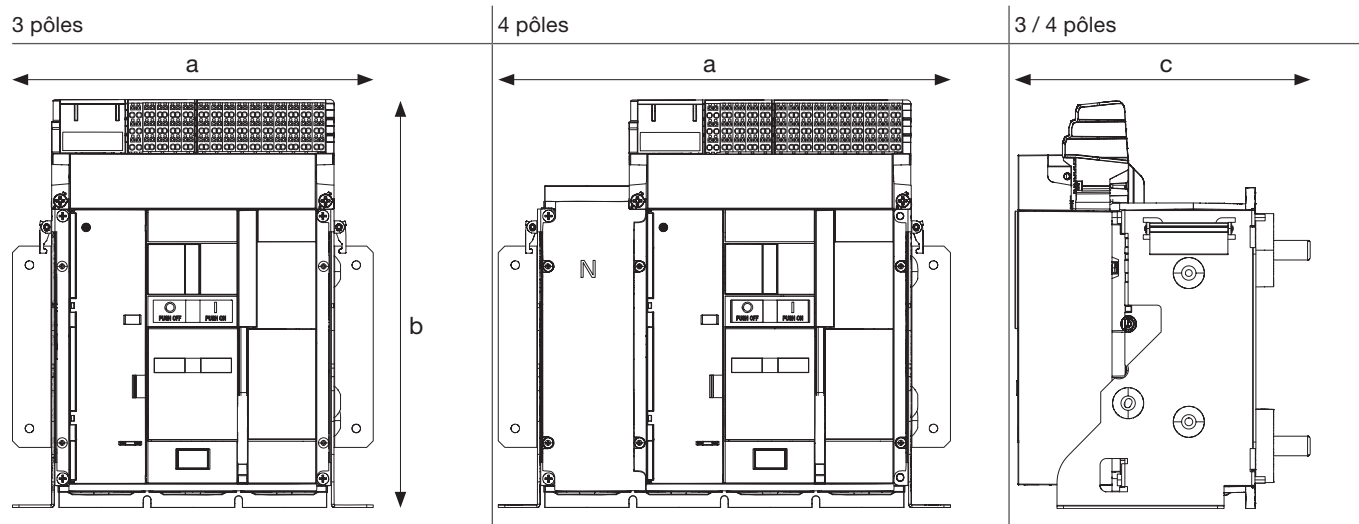 3 pôles
4 pôles
3 / 4 pôles
a
a
c
b
N
O
I
PUSH OFF
PUSH ON
O
I
PUSH OFF
PUSH ON